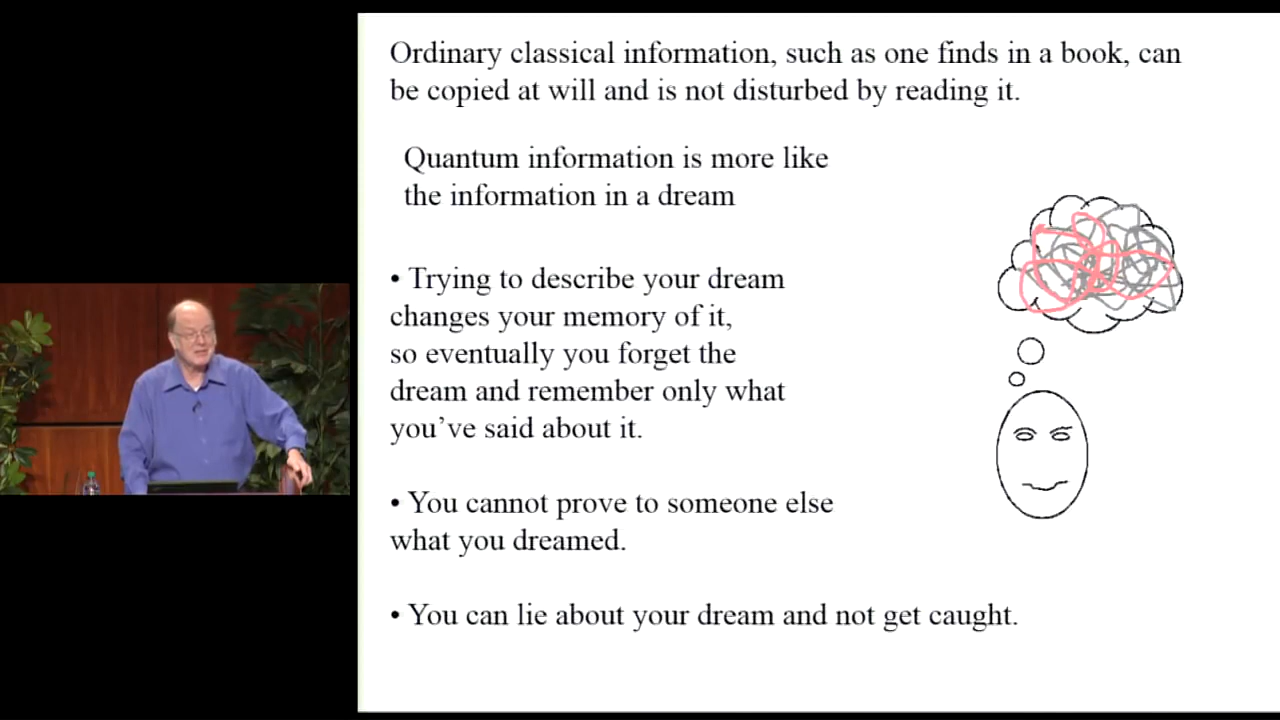 Ordinary classical information, such as one finds in a book, can
be copied at will and is not disturbed by reading it.
Quantum information is more like
the information in a dream
• Trying to describe your dream
changes your memory of it,
so eventually you forget the
dream and remember only what
you’ve said about it.
• You cannot prove to someone else
what you dreamed.
• You can lie about your dream and not get caught.